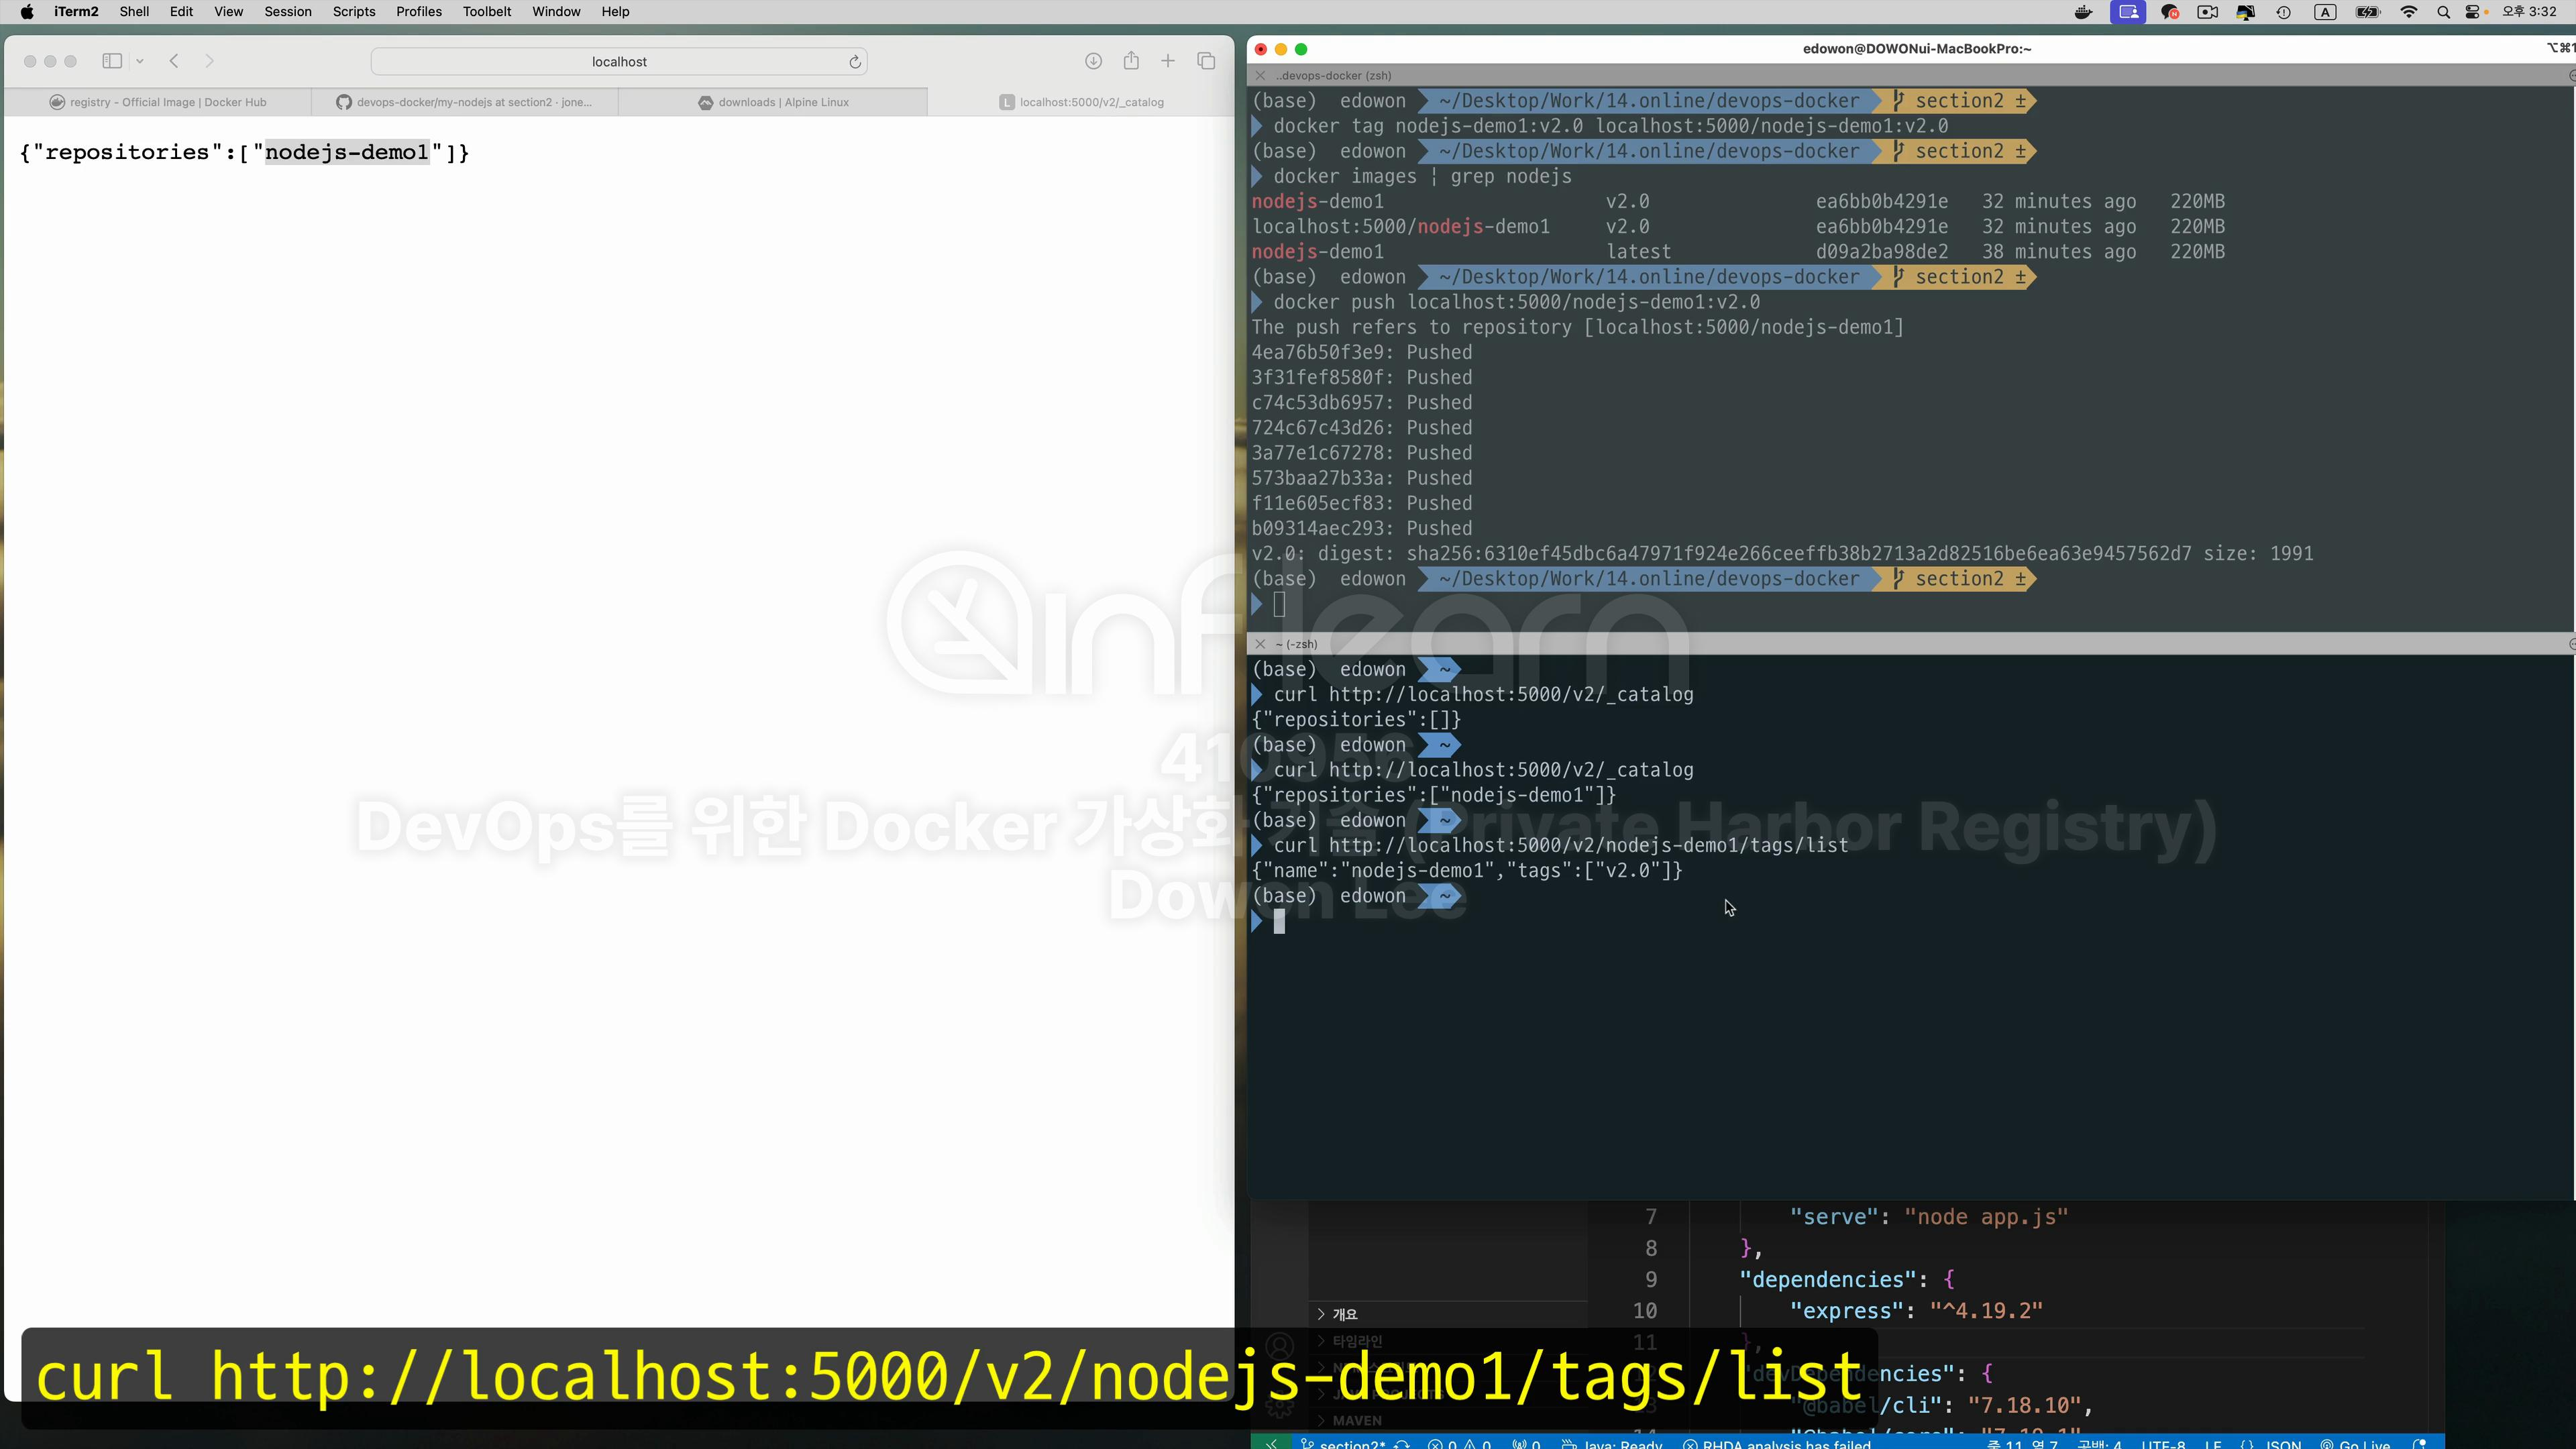 iTerm2 Shell Edit View Session Scripts Profiles Toolbelt Window Help
A 오후 3:32
localhost
registry - Official Image | Docker Hub
devops-docker/my-nodejs at section2 · jone...
downloads | Alpine Linux
L localhost:5000/v2/_catalog
{"repositories":["nodejs-demo1"]}
edowon@DOWONui-MacBookPro:~
..devops-docker (zsh)
(base) edowon ~/Desktop/Work/14.online/devops-docker section2 ±
docker tag nodejs-demo1:v2.0 localhost:5000/nodejs-demo1:v2.0
(base) edowon ~/Desktop/Work/14.online/devops-docker section2 ±
docker images | grep nodejs
nodejs-demo1 v2.0 ea6bb0b4291e 32 minutes ago 220MB
localhost:5000/nodejs-demo1 v2.0 ea6bb0b4291e 32 minutes ago 220MB
nodejs-demo1 latest d09a2ba98de2 38 minutes ago 220MB
(base) edowon ~/Desktop/Work/14.online/devops-docker section2 ±
docker push localhost:5000/nodejs-demo1:v2.0
The push refers to repository [localhost:5000/nodejs-demo1]
4ea76b50f3e9: Pushed
3f31fef8580f: Pushed
c74c53db6957: Pushed
724c67c43d26: Pushed
3a77e1c67278: Pushed
573baa27b33a: Pushed
f11e605ecf83: Pushed
b09314aec293: Pushed
v2.0: digest: sha256:6310ef45dbc6a47971f924e266ceeffb38b2713a2d82516be6ea63e9457562d7 size: 1991
(base) edowon ~/Desktop/Work/14.online/devops-docker section2 ±
~ (-zsh)
(base) edowon ~
curl http://localhost:5000/v2/_catalog
{"repositories":[]}
(base) edowon ~
curl http://localhost:5000/v2/_catalog
{"repositories":["nodejs-demo1"]}
(base) edowon ~
curl http://localhost:5000/v2/nodejs-demo1/tags/list
{"name":"nodejs-demo1","tags":["v2.0"]}
(base) edowon ~
inflearn
410956
DevOps를 위한 Docker 가상화 기술 (Private Harbor Registry)
Dowon Lee
7 "serve": "node app.js"
8 },
9 "dependencies": {
10 "express": "^4.19.2"
11 },
"devDependencies": {
"@babel/cli": "7.18.10",
개요
타임라인
MAVEN
curl http://localhost:5000/v2/nodejs-demo1/tags/list
section2* 0 0 0 Java: Ready RHDA analysis has failed 줄 11, 열 7 공백: 4 UTF-8 LF {} JSON Go Live